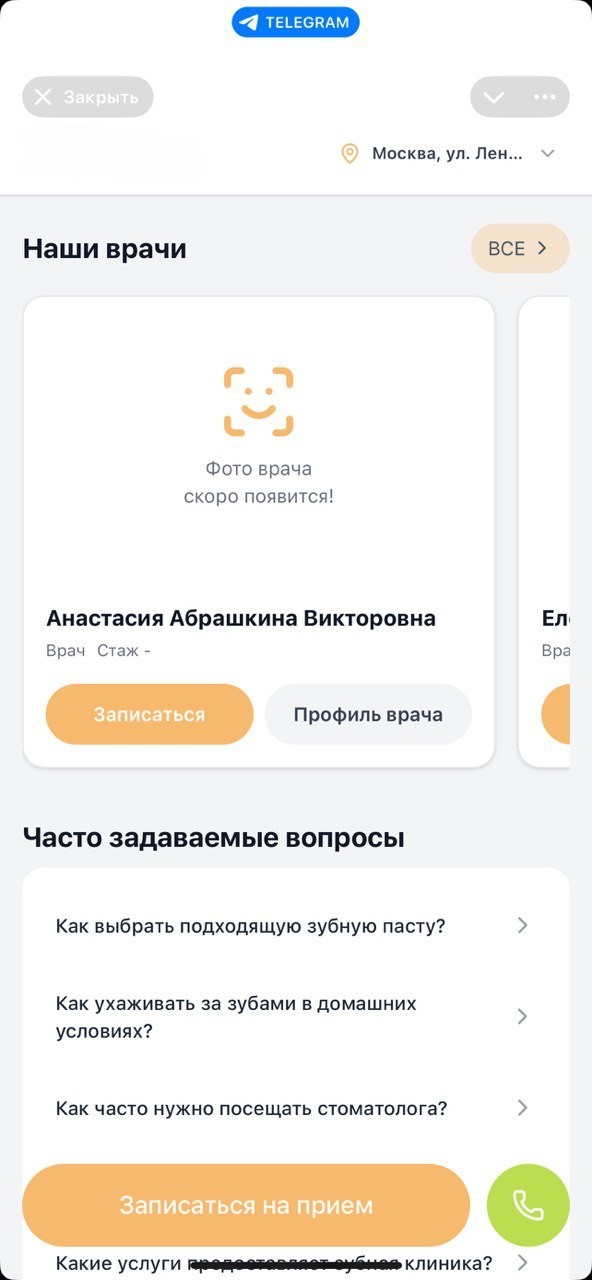 TELEGRAM
Закрыть
Москва, ул. Лен...
Наши врачи
ВСЕ
Фото врача
скоро появится!
Анастасия Абрашкина Викторовна
Врач Стаж -
Записаться
Профиль врача
Еле
Вра
Часто задаваемые вопросы
Как выбрать подходящую зубную пасту?
Как ухаживать за зубами в домашних
условиях?
Как часто нужно посещать стоматолога?
Записаться на прием
Какие услуги клиника?